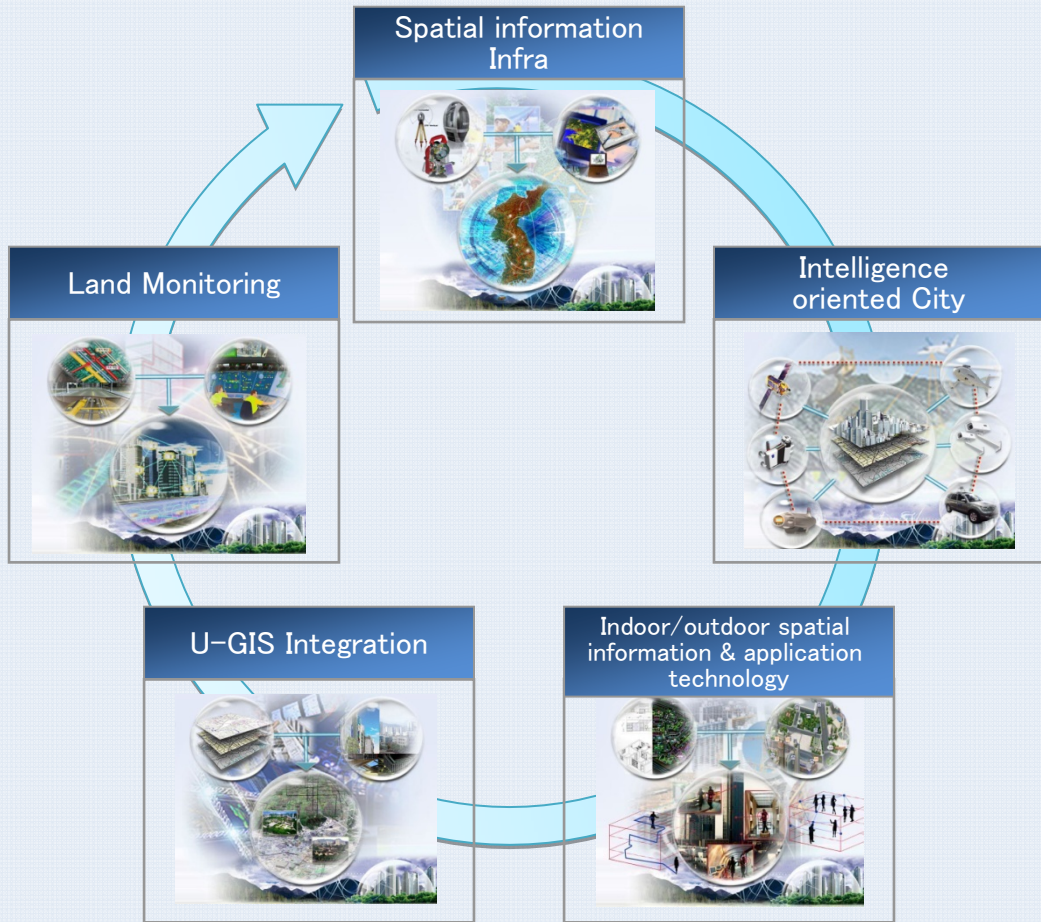 Spatial information
Infra
Land Monitoring
Intelligence
oriented City
U-GIS Integration
Indoor/outdoor spatial
information & application
technology